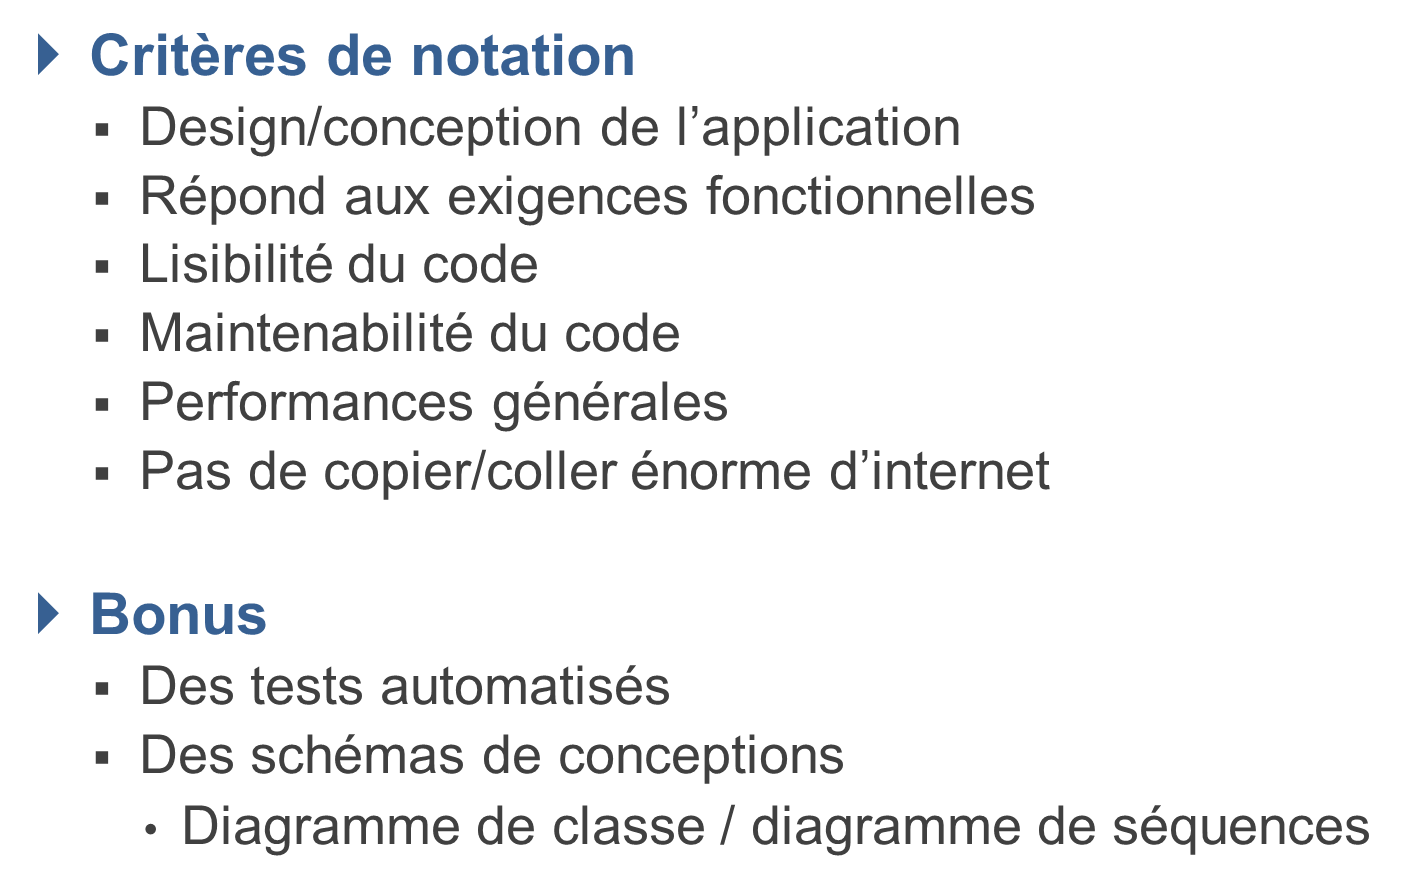 Critères de notation
Design/conception de l’application
Répond aux exigences fonctionnelles
Lisibilité du code
Maintenabilité du code
Performances générales
Pas de copier/coller énorme d’internet
Bonus
Des tests automatisés
Des schémas de conceptions
Diagramme de classe / diagramme de séquences